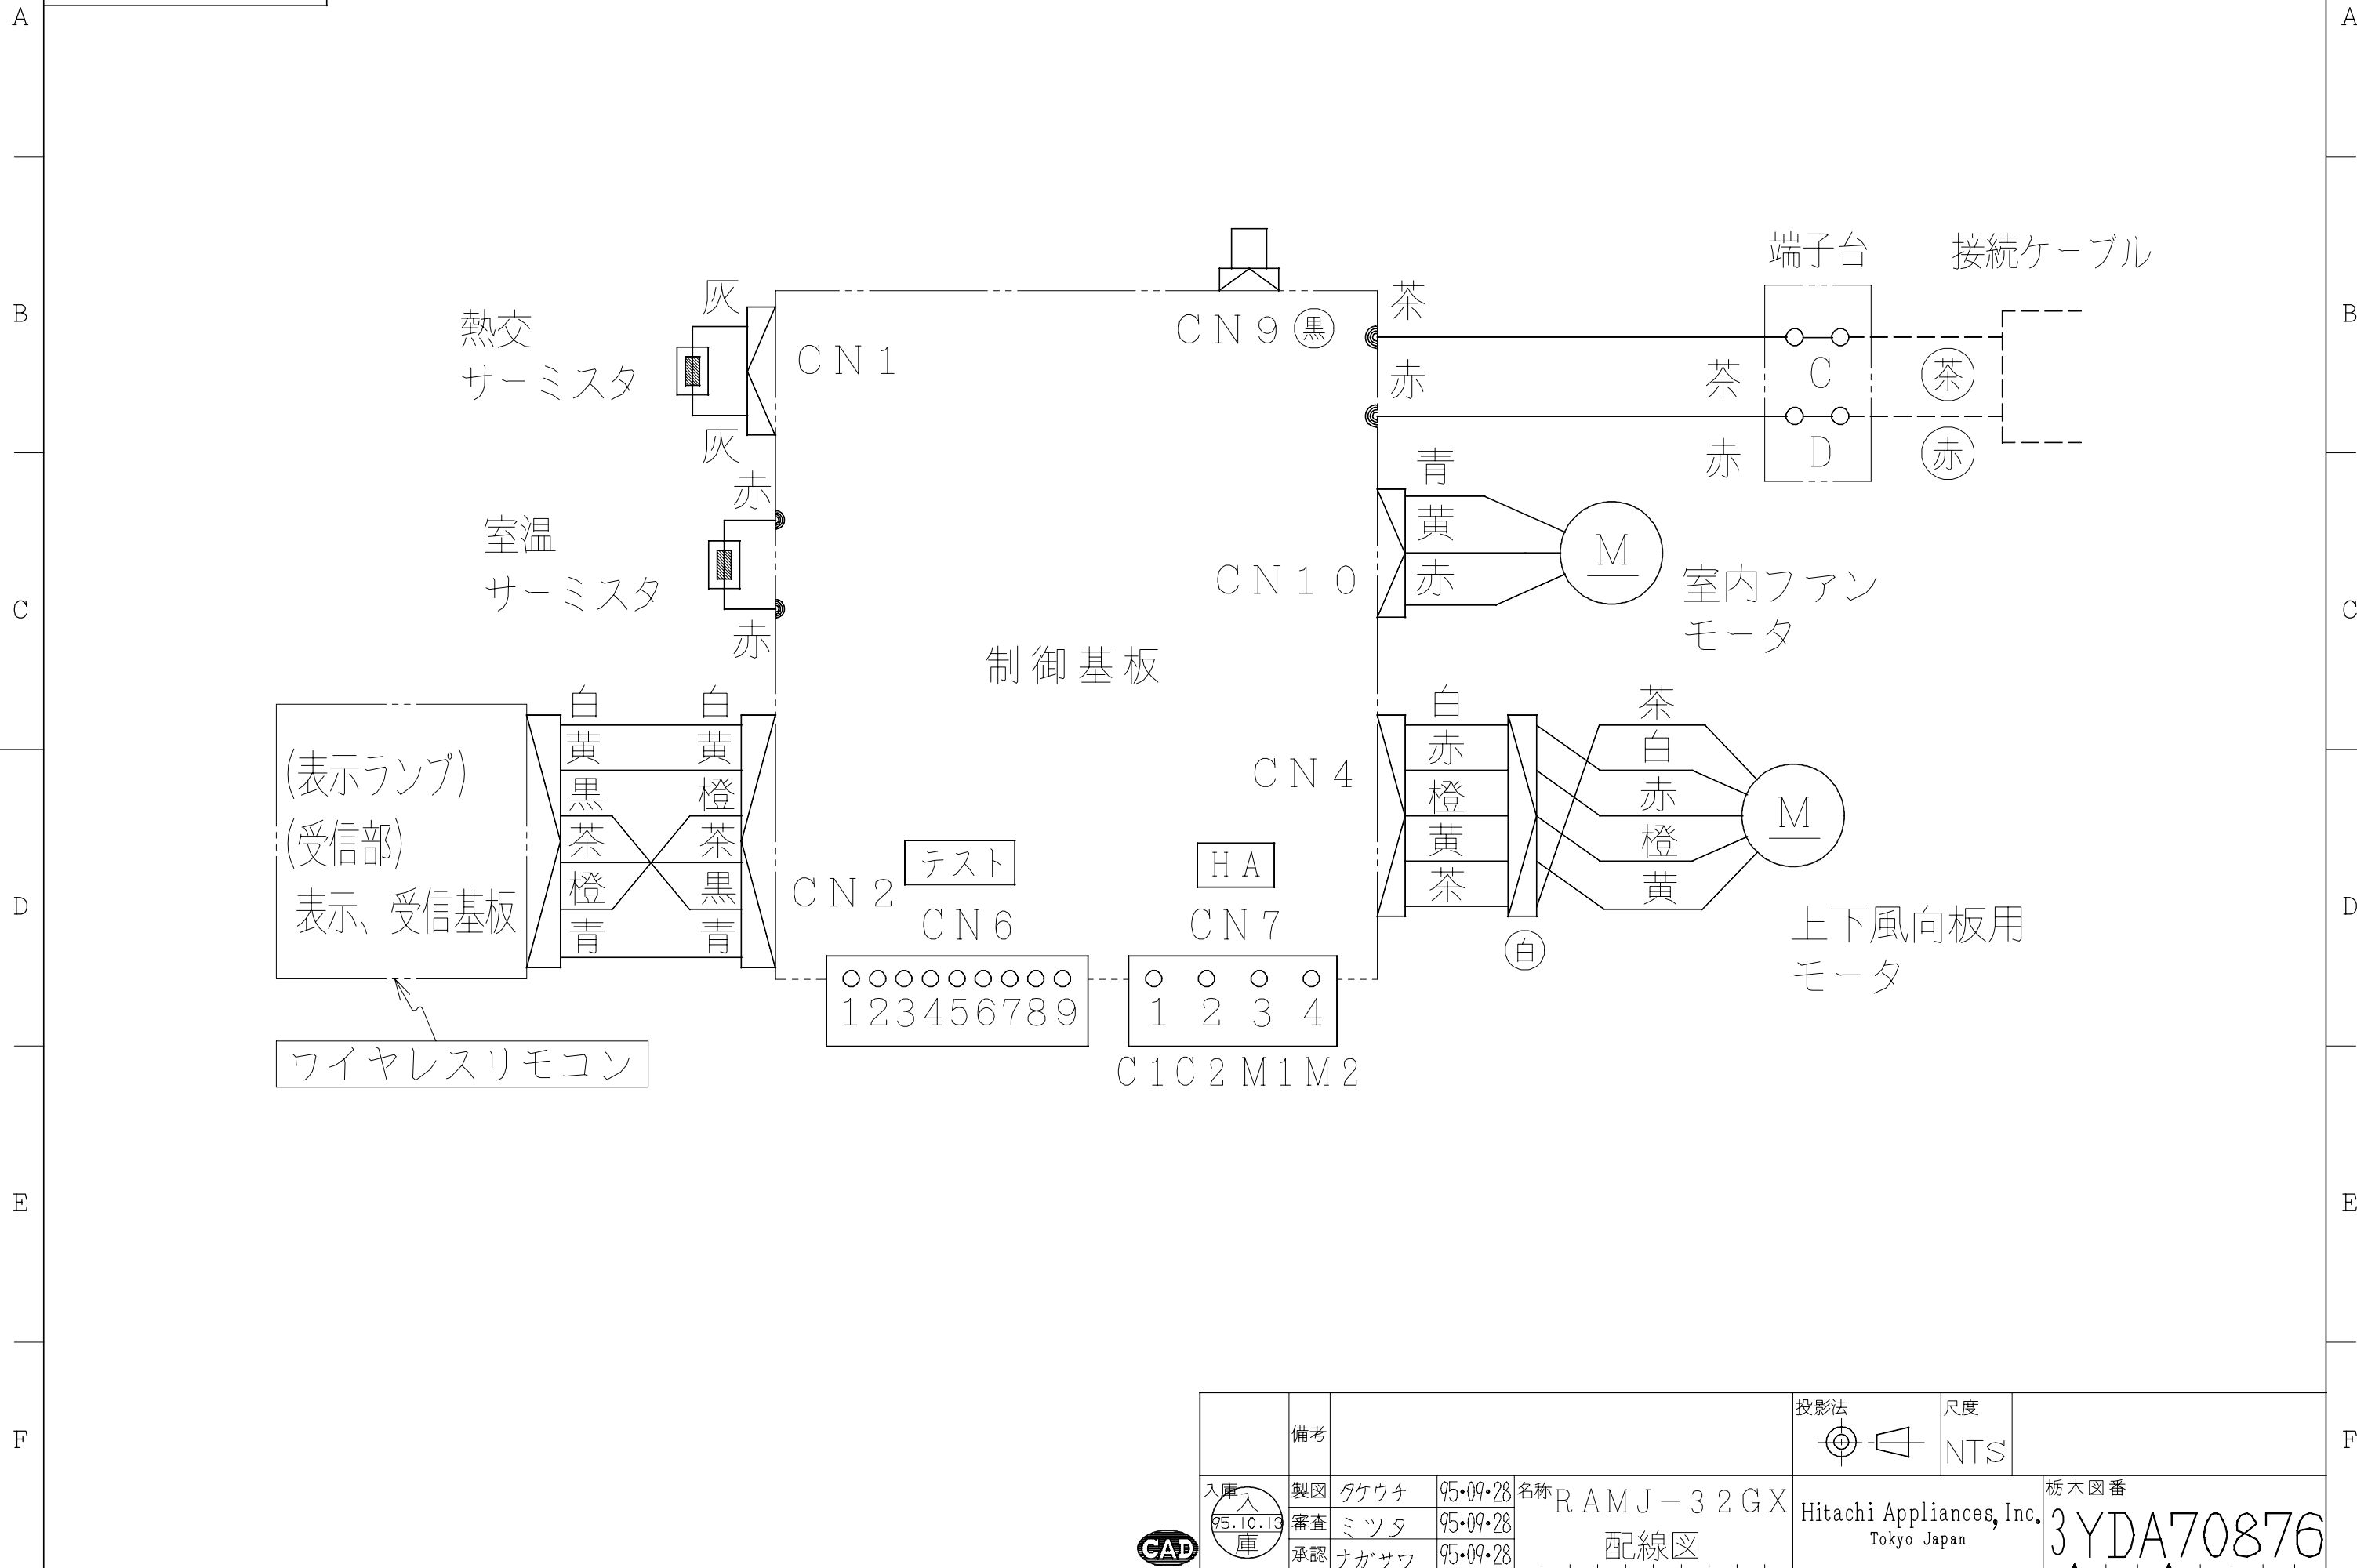 A
A
B
B
C
C
D
D
E
E
F
F
端子台
接続ケーブル
灰
熱交
サーミスタ
CN1
灰
CN9 黒
茶
赤
茶
C
茶
赤
D
赤
赤
室温
サーミスタ
赤
青
黄
赤
CN10
M
室内ファン
モータ
制御基板
(表示ランプ)
(受信部)
表示、受信基板
白 白
黄 黄
黒 橙
茶 茶
橙 黒
青 青
CN2
テスト
CN6
HA
CN7
CN4
白
赤
橙
黄
茶
白
茶
白
赤
橙
黄
M
上下風向板用
モータ
123456789
1 2 3 4
C1C2M1M2
ワイヤレスリモコン
備考
投影法
尺度
NTS
入庫
入
95.10.13
庫
製図 タケウチ 95・09・28
審査 ミツタ 95・09・28
承認 ナガサワ 95・09・28
名称 RAMJ-32GX
配線図
Hitachi Appliances, Inc.
Tokyo Japan
栃木図番
3YDA70876
CAD